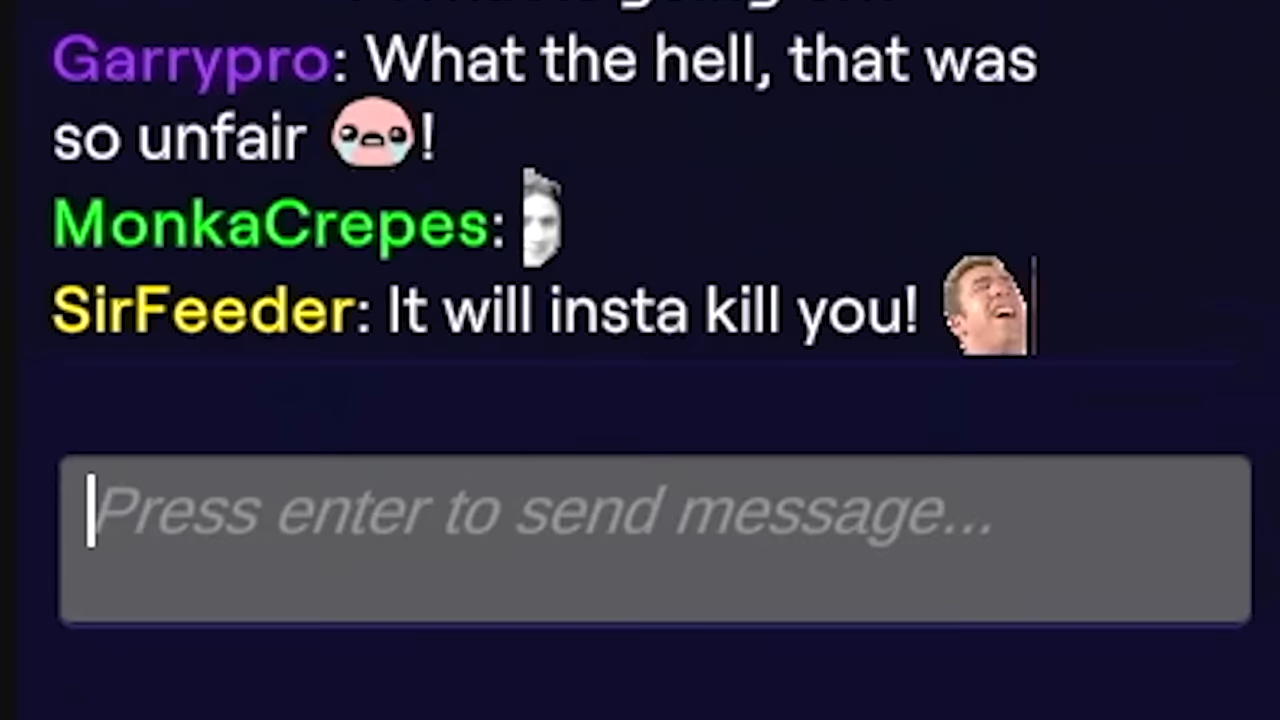 Garrypro: What the hell, that was
so unfair !
MonkaCrepes:
SirFeeder: It will insta kill you!
Press enter to send message...